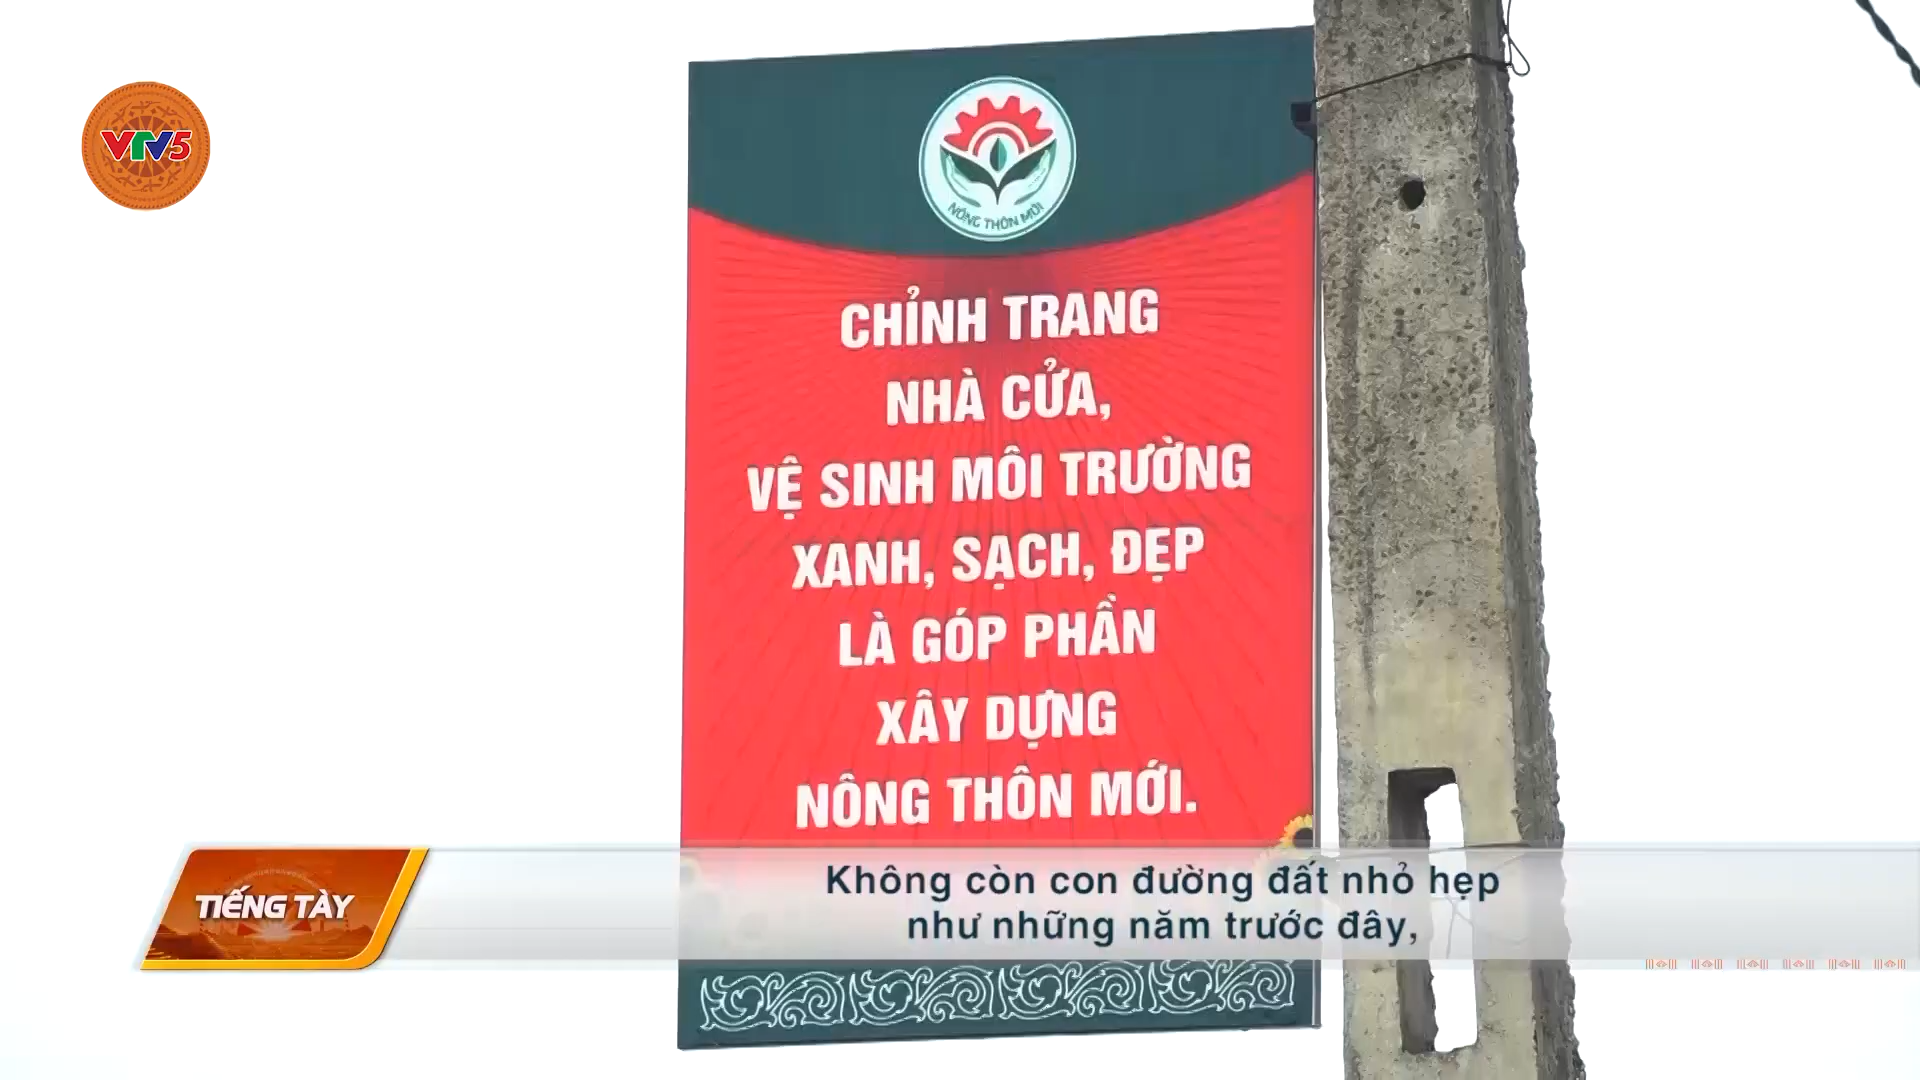 VTV5
NÔNG THÔN MỚI
CHỈNH TRANG
NHÀ CỬA,
VỆ SINH MÔI TRƯỜNG
XANH, SẠCH, ĐẸP
LÀ GÓP PHẦN
XÂY DỰNG
NÔNG THÔN MỚI.
TIẾNG TÀY
Không còn con đường đất nhỏ hẹp
như những năm trước đây,